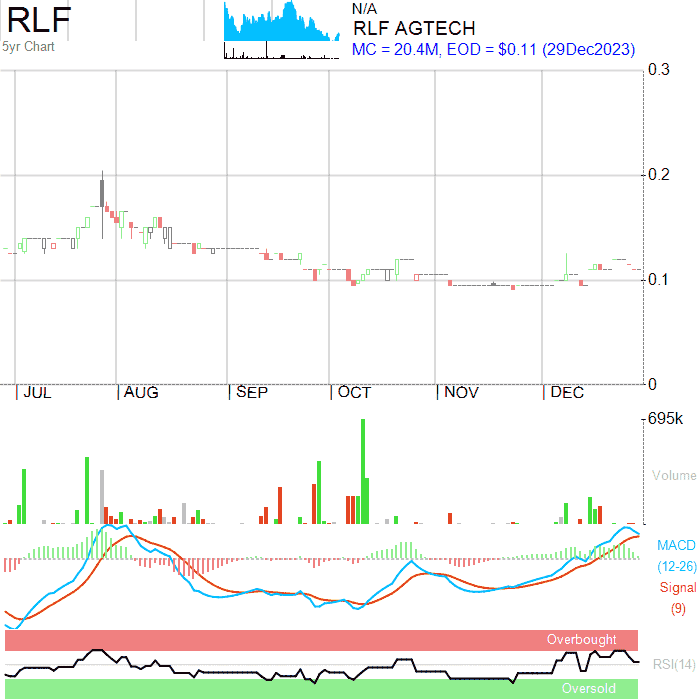 RLF
5yr Chart
N/A
RLF AGTECH
MC = 20.4M, EOD = $0.11 (29Dec2023)
0.3
0.2
0.1
0
JUL AUG SEP OCT NOV DEC
695k
Volume
MACD
(12-26)
Signal
(9)
Overbought
RSI(14)
Oversold